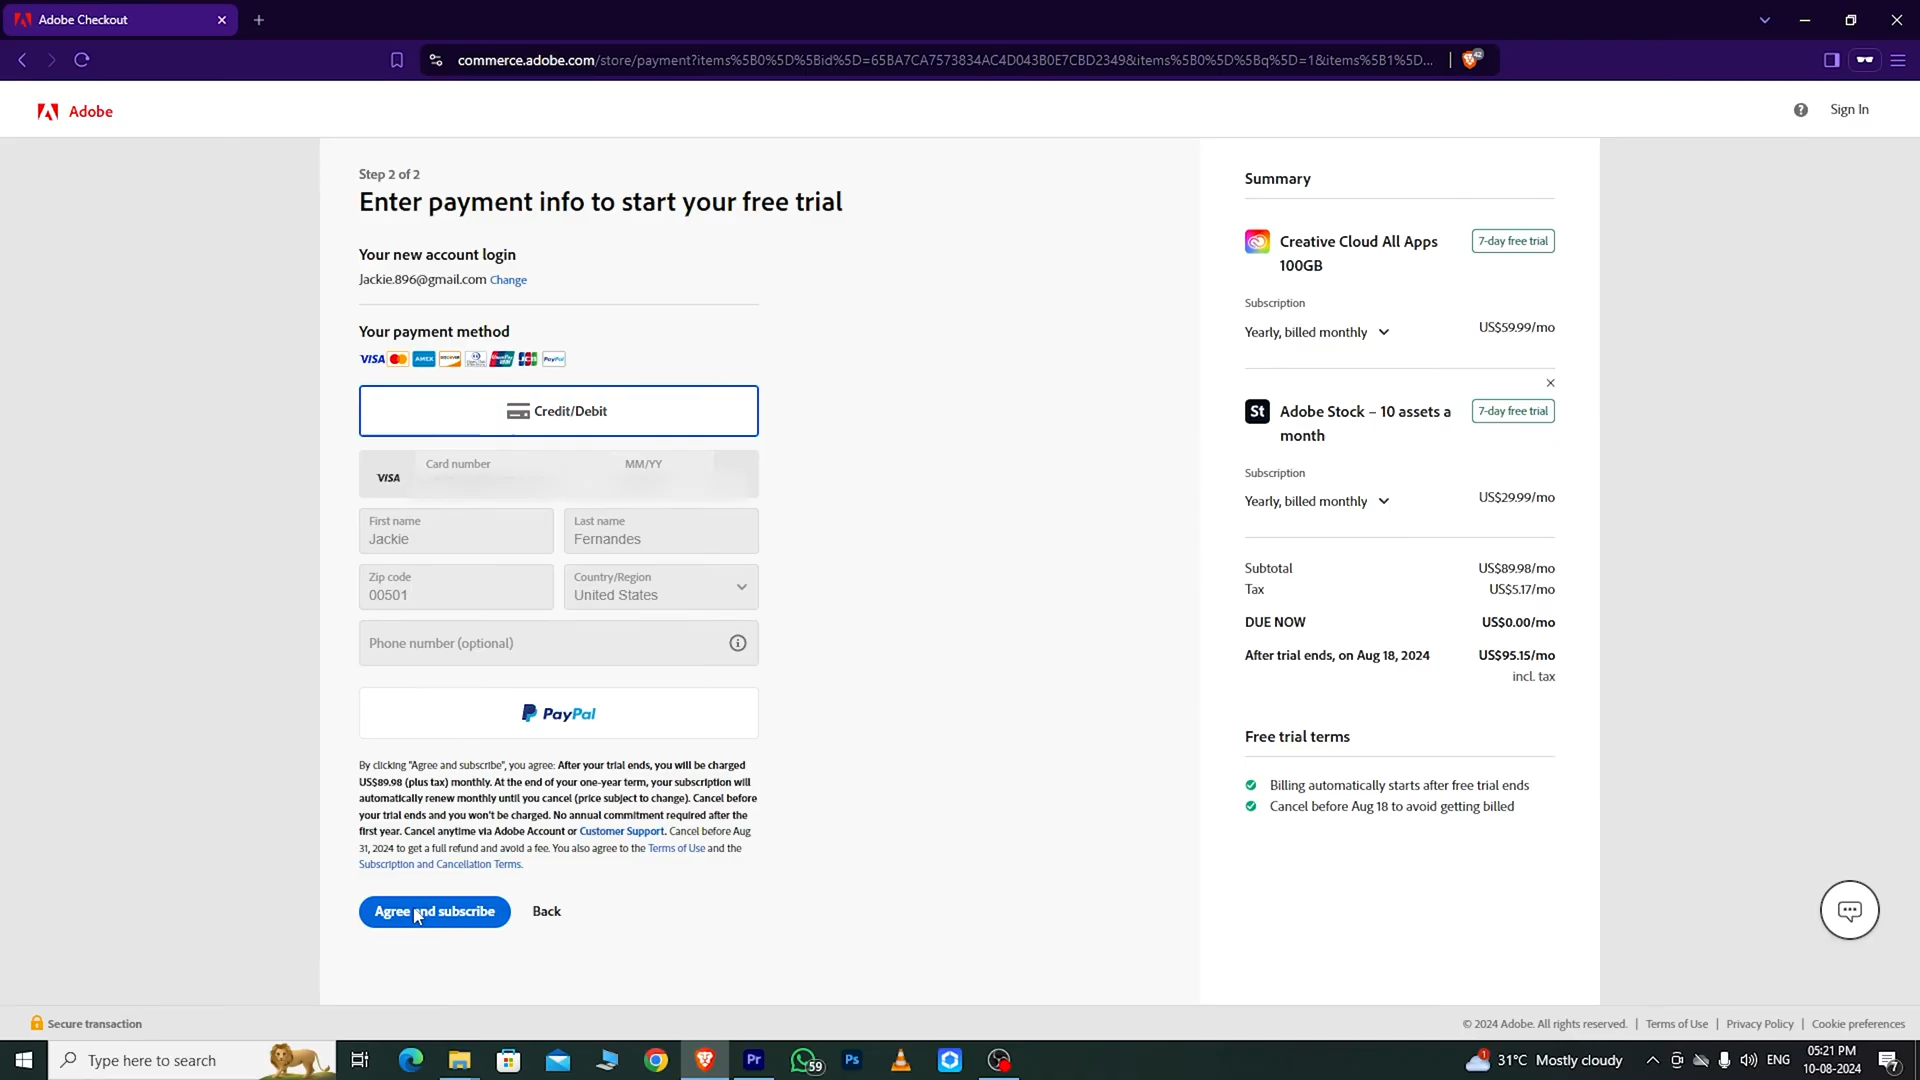 Adobe Checkout
commerce.adobe.com/store/payment?items%5B0%5D%5Bid%5D=65BA7CA7573834AC4D043B0E7CBD2349&items%5B0%5D%5Bq%5D=1&items%5B1%5D...
42
Adobe
Sign In
Step 2 of 2
Enter payment info to start your free trial
Your new account login
Jackie.896@gmail.com Change
Your payment method
VISA AMEX DISCOVER UnionPay JCB PayPal
Credit/Debit
Card number MM/YY
VISA
First name Last name
Jackie Fernandes
Zip code Country/Region
00501 United States
Phone number (optional)
PayPal
By clicking "Agree and subscribe", you agree: After your trial ends, you will be charged
US$89.98 (plus tax) monthly. At the end of your one-year term, your subscription will
automatically renew monthly until you cancel (price subject to change). Cancel before
your trial ends and you won't be charged. No annual commitment required after the
first year. Cancel anytime via Adobe Account or Customer Support. Cancel before Aug
31, 2024 to get a full refund and avoid a fee. You also agree to the Terms of Use and the
Subscription and Cancellation Terms.
Agree and subscribe Back
Summary
Creative Cloud All Apps 7-day free trial
100GB
Subscription
Yearly, billed monthly US$59.99/mo
St Adobe Stock – 10 assets a 7-day free trial
month
Subscription
Yearly, billed monthly US$29.99/mo
Subtotal US$89.98/mo
Tax US$5.17/mo
DUE NOW US$0.00/mo
After trial ends, on Aug 18, 2024 US$95.15/mo
incl. tax
Free trial terms
Billing automatically starts after free trial ends
Cancel before Aug 18 to avoid getting billed
Secure transaction
© 2024 Adobe. All rights reserved. | Terms of Use | Privacy Policy | Cookie preferences
Type here to search
Pr
59
Ps
1
31°C Mostly cloudy
ENG
05:21 PM
10-08-2024
7